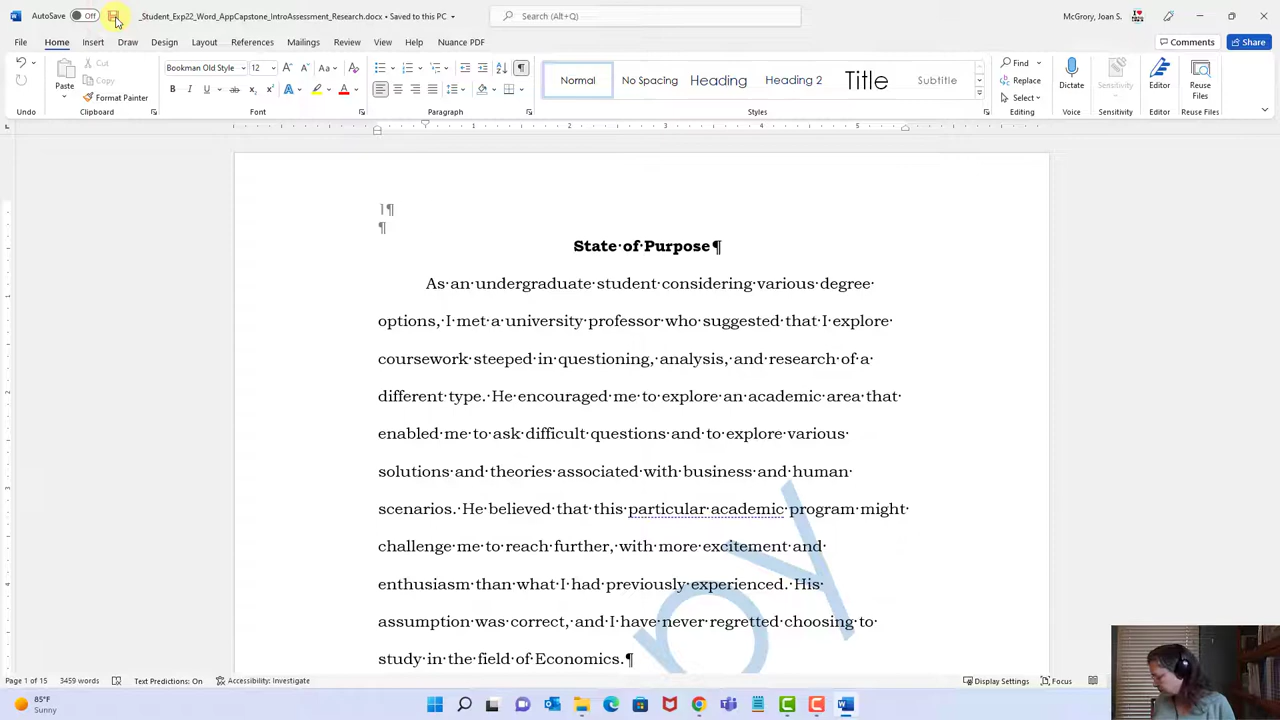 AutoSave Off _Student_Exp22_Word_AppCapstone_IntroAssessment_Research.docx • Saved to this PC Search (Alt+Q) McGrory, Joan S.
File Home Insert Draw Design Layout References Mailings Review View Help Nuance PDF Comments Share
Paste Cut Copy Format Painter Bookman Old Style 12 Normal No Spacing Heading Heading 2 Title Subtitle Find Replace Select Dictate Sensitivity Editor Reuse Files
Undo Clipboard Font Paragraph Styles Editing Voice Sensitivity Editor Reuse Files
1 2 3 4 5
1¶
¶
State·of·Purpose¶
As·an·undergraduate·student·considering·various·degree·
options,·I·met·a·university·professor·who·suggested·that·I·explore·
coursework·steeped·in·questioning,·analysis,·and·research·of·a·
different·type.·He·encouraged·me·to·explore·an·academic·area·that·
enabled·me·to·ask·difficult·questions·and·to·explore·various·
solutions·and·theories·associated·with·business·and·human·
scenarios.·He·believed·that·this·particular·academic·program·might·
challenge·me·to·reach·further,·with·more·excitement·and·
enthusiasm·than·what·I·had·previously·experienced.·His·
assumption·was·correct,·and·I·have·never·regretted·choosing·to·
study·in·the·field·of·Economics.¶
Page 1 of 15 3459 words Text Predictions: On Accessibility: Investigate Display Settings Focus
85°F
Sunny